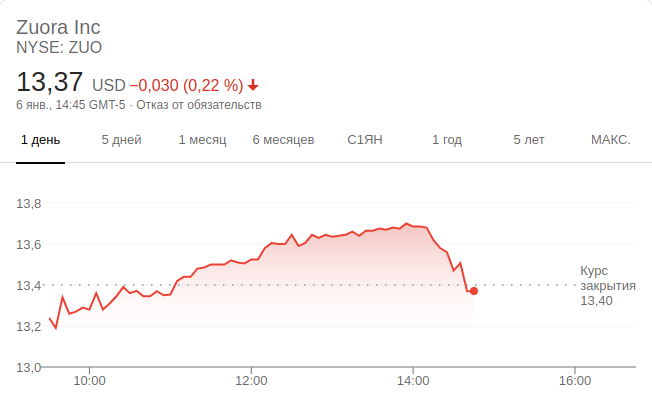 Zuora Inc
NYSE: ZUO
13,37 USD −0,030 (0,22 %)
6 янв., 14:45 GMT-5 · Отказ от обязательств
1 день 5 дней 1 месяц 6 месяцев С1ЯН 1 год 5 лет МАКС.
13,8
13,6
13,4
13,2
13,0
Курс
закрытия
13,40
10:00 12:00 14:00 16:00